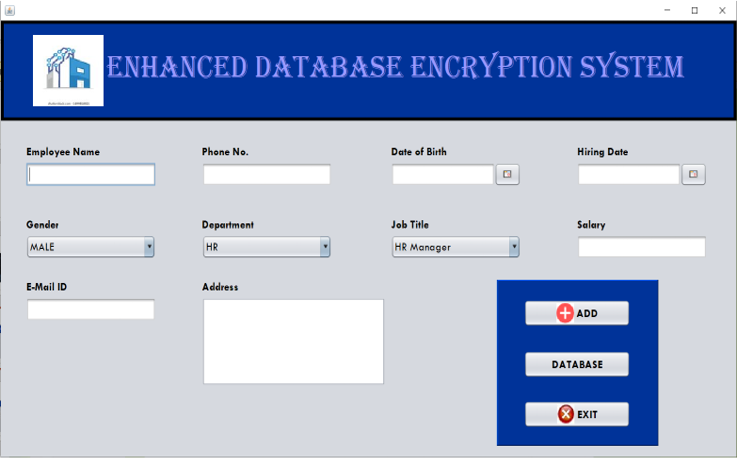 ENHANCED DATABASE ENCRYPTION SYSTEM
Employee Name
Phone No.
Date of Birth
Hiring Date
Gender
Department
Job Title
Salary
MALE
HR
HR Manager
E-Mail ID
Address
ADD
DATABASE
EXIT